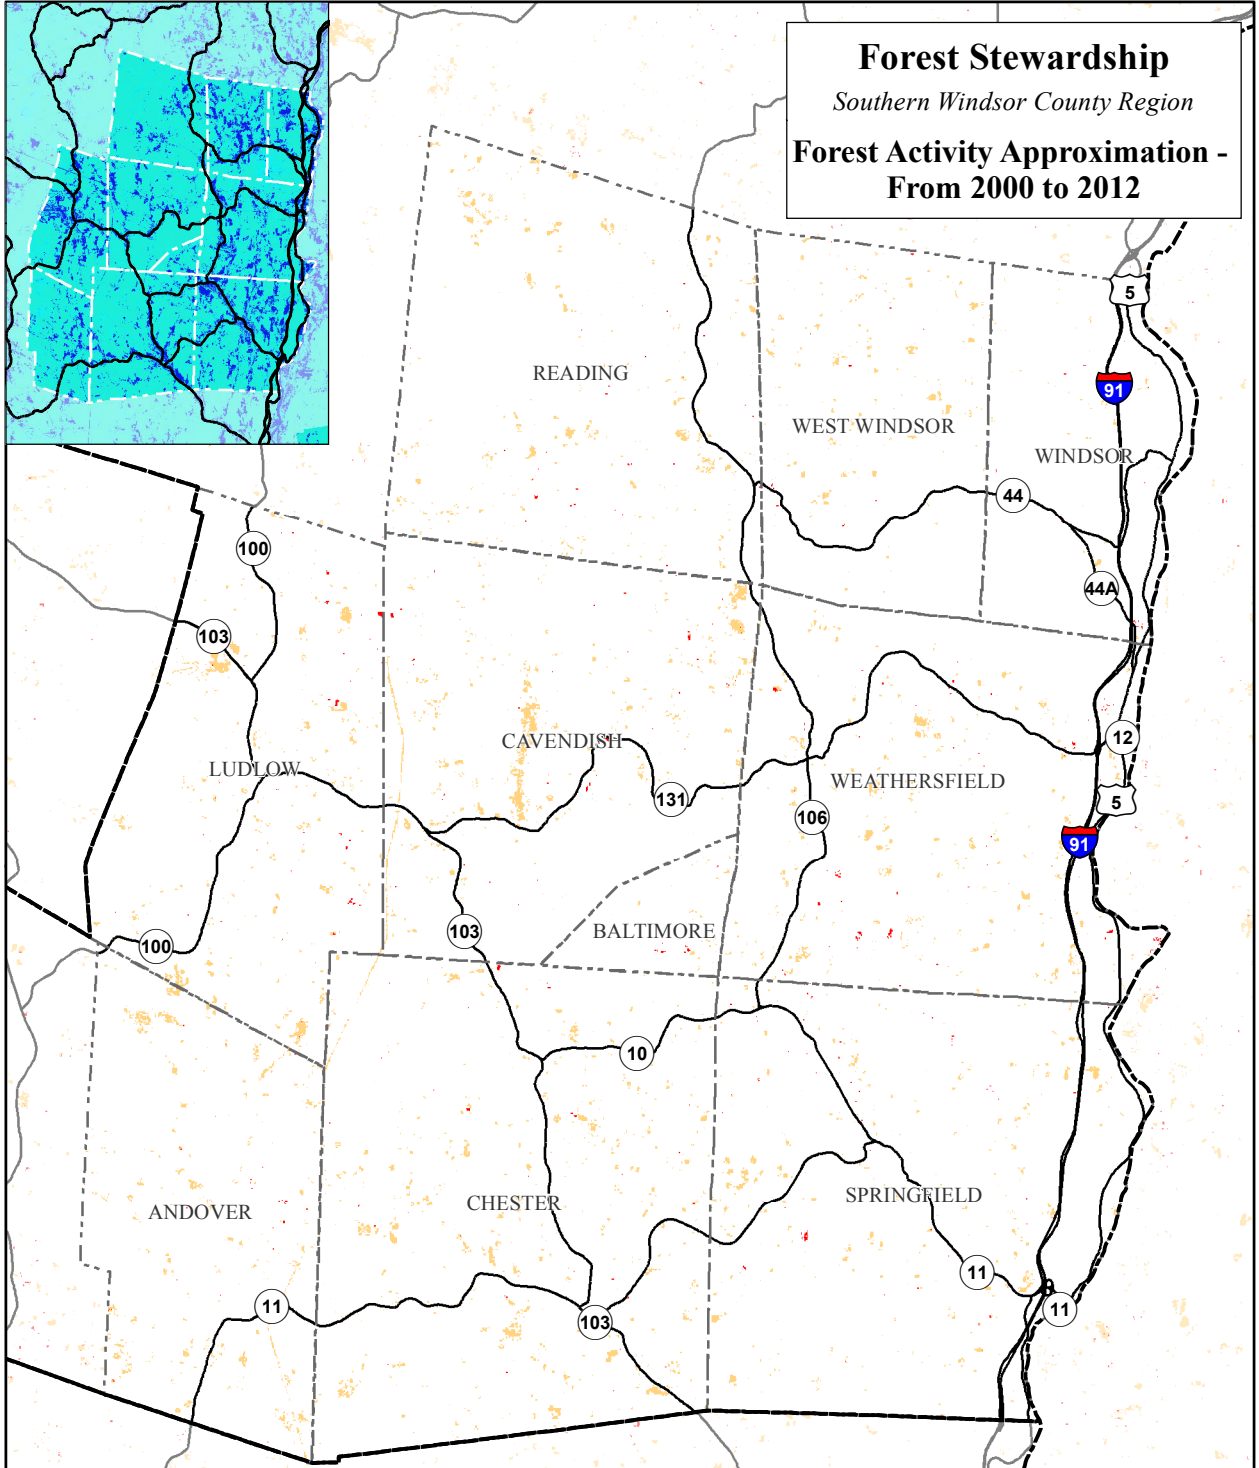 Forest Stewardship
Southern Windsor County Region
Forest Activity Approximation -
From 2000 to 2012
5
91
READING
WEST WINDSOR
WINDSOR
44
100
44A
103
12
CAVENDISH
LUDLOW
WEATHERSFIELD
131
5
106
91
103
BALTIMORE
100
10
SPRINGFIELD
CHESTER
ANDOVER
11
11
11
103